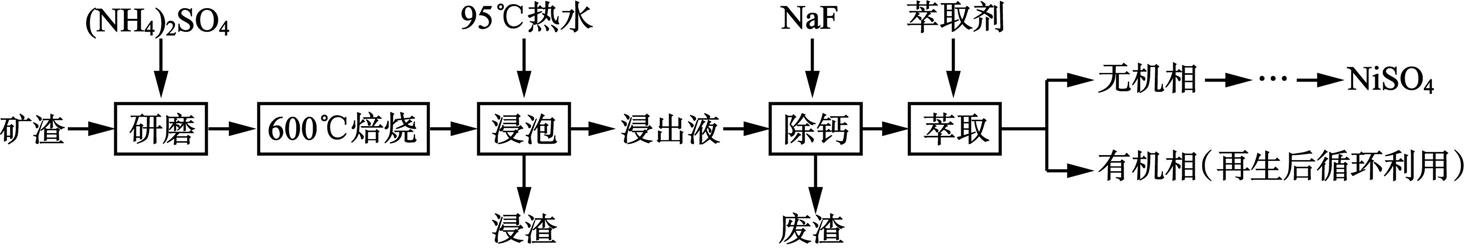 (NH4)2SO4
95℃热水
NaF
萃取剂
矿渣
研磨
600℃焙烧
浸泡
浸出液
除钙
萃取
无机相
…
NiSO4
有机相(再生后循环利用)
浸渣
废渣